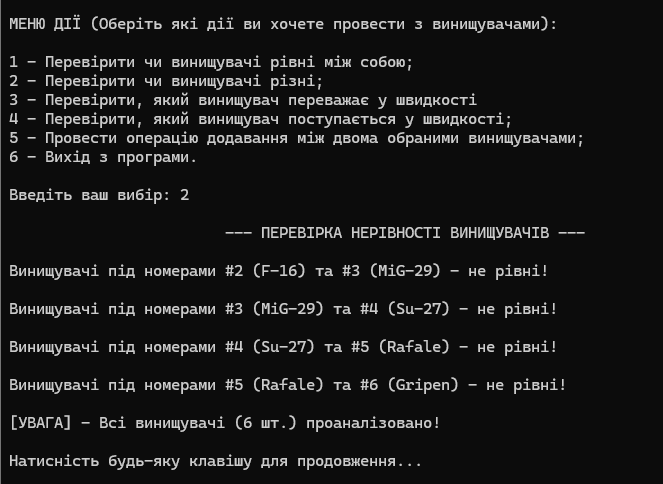 МЕНЮ ДІЇ (Оберіть які дії ви хочете провести з винищувачами):
1 - Перевірити чи винищувачі рівні між собою;
2 - Перевірити чи винищувачі різні;
3 - Перевірити, який винищувач переважає у швидкості
4 - Перевірити, який винищувач поступається у швидкості;
5 - Провести операцію додавання між двома обраними винищувачами;
6 - Вихід з програми.
Введіть ваш вибір: 2
--- ПЕРЕВІРКА НЕРІВНОСТІ ВИНИЩУВАЧІВ ---
Винищувачі під номерами #2 (F-16) та #3 (MiG-29) - не рівні!
Винищувачі під номерами #3 (MiG-29) та #4 (Su-27) - не рівні!
Винищувачі під номерами #4 (Su-27) та #5 (Rafale) - не рівні!
Винищувачі під номерами #5 (Rafale) та #6 (Gripen) - не рівні!
[УВАГА] - Всі винищувачі (6 шт.) проаналізовано!
Натисність будь-яку клавішу для продовження...